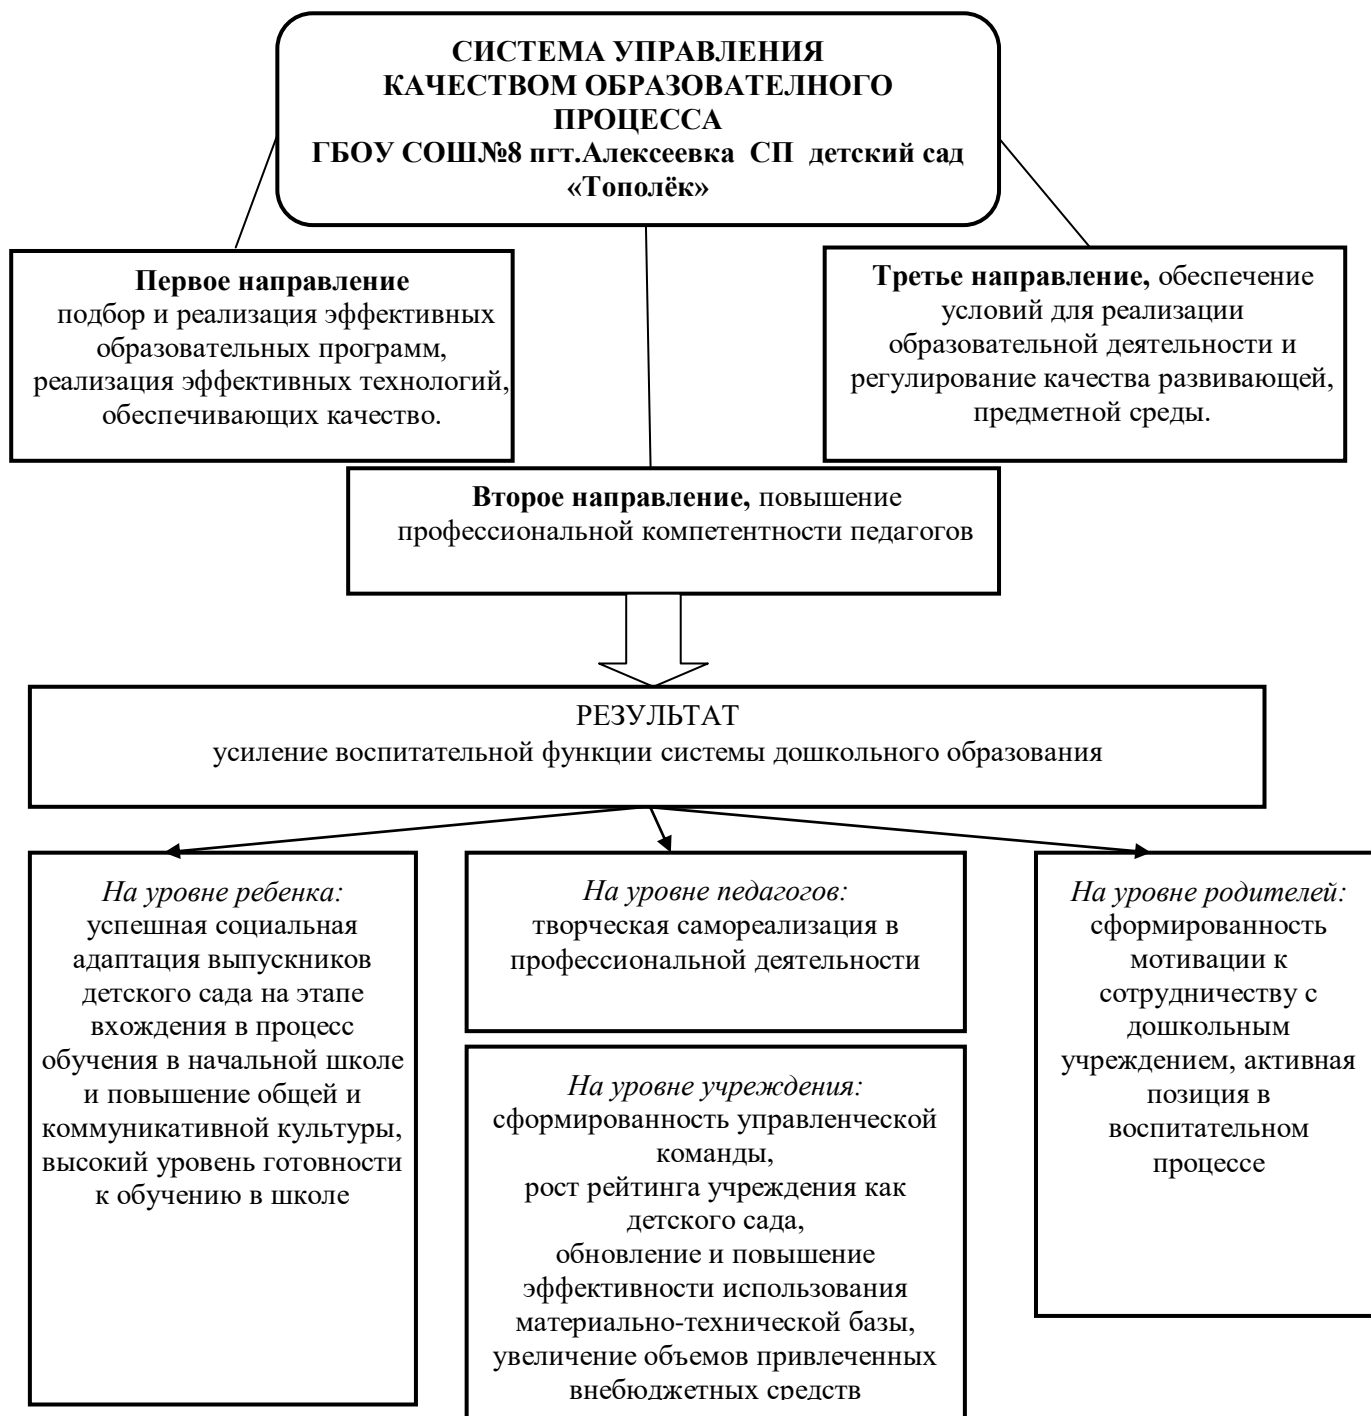 СИСТЕМА УПРАВЛЕНИЯ
КАЧЕСТВОМ ОБРАЗОВАТЕЛНОГО
ПРОЦЕССА
ГБОУ СОШ№8 пгт.Алексеевка СП детский сад
«Тополёк»
Первое направление
подбор и реализация эффективных
образовательных программ,
реализация эффективных технологий,
обеспечивающих качество.
Третье направление, обеспечение
условий для реализации
образовательной деятельности и
регулирование качества развивающей,
предметной среды.
Второе направление, повышение
профессиональной компетентности педагогов
РЕЗУЛЬТАТ
усиление воспитательной функции системы дошкольного образования
На уровне ребенка:
успешная социальная
адаптация выпускников
детского сада на этапе
вхождения в процесс
обучения в начальной школе
и повышение общей и
коммуникативной культуры,
высокий уровень готовности
к обучению в школе
На уровне педагогов:
творческая самореализация в
профессиональной деятельности
На уровне учреждения:
сформированность управленческой
команды,
рост рейтинга учреждения как
детского сада,
обновление и повышение
эффективности использования
материально-технической базы,
увеличение объемов привлеченных
внебюджетных средств
На уровне родителей:
сформированность
мотивации к
сотрудничеству с
дошкольным
учреждением, активная
позиция в
воспитательном
процессе